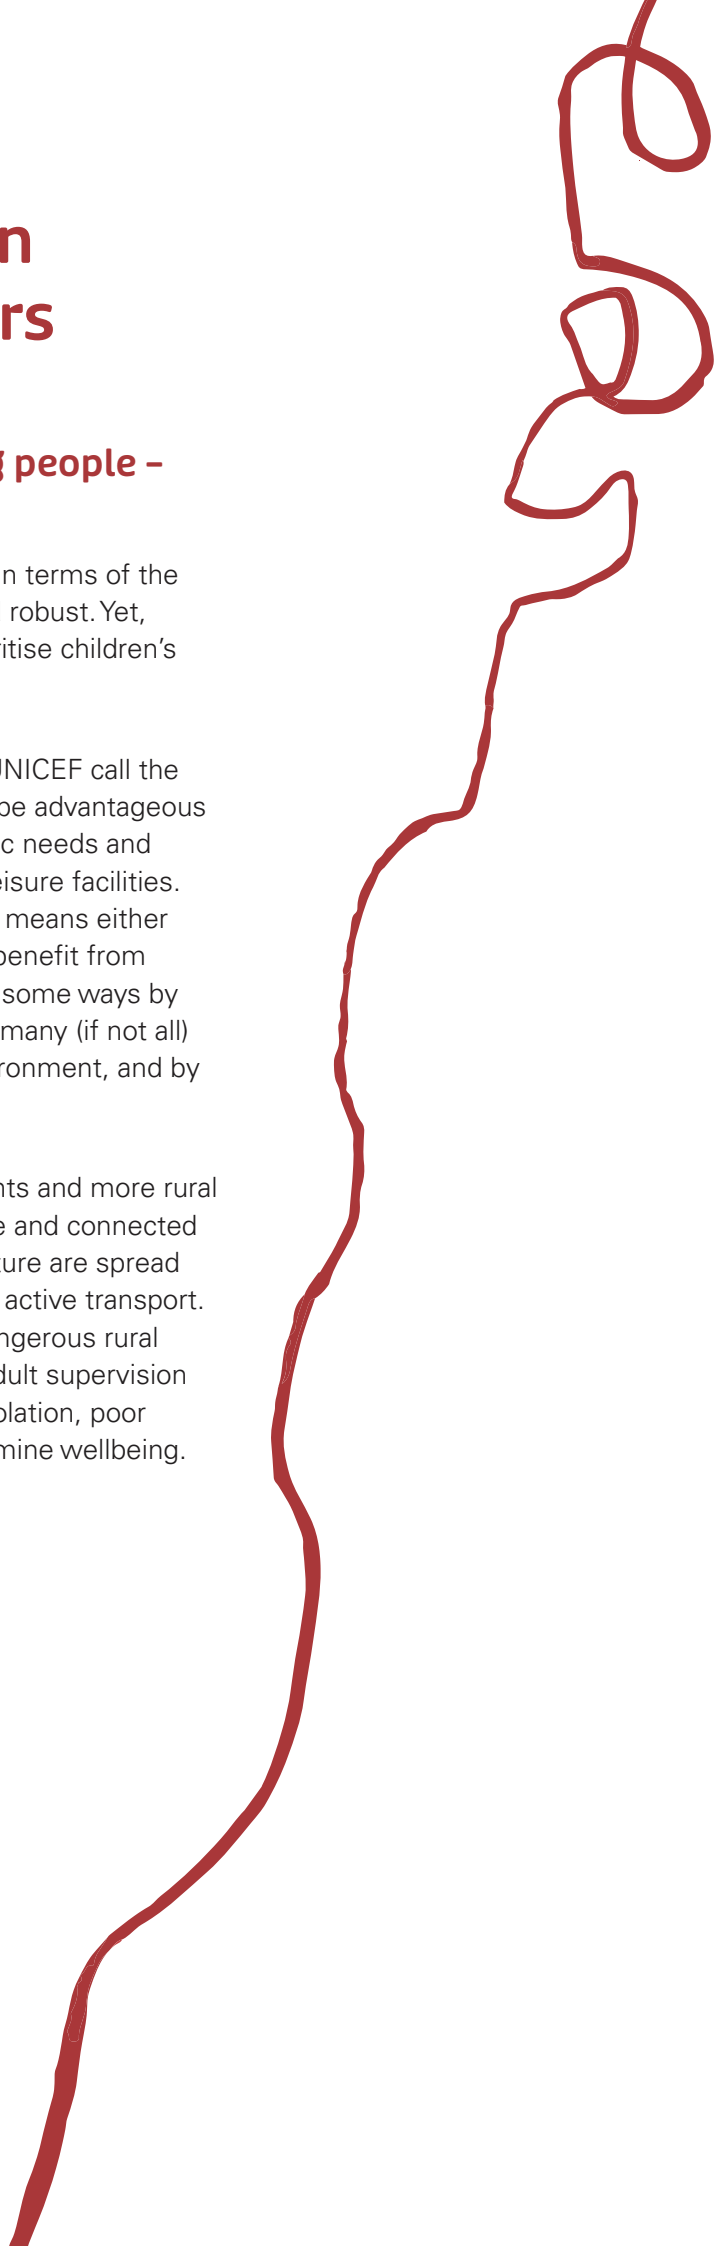 n
rs
g people –
n terms of the
robust. Yet,
itise children’s
UNICEF call the
be advantageous
c needs and
eisure facilities.
means either
benefit from
some ways by
many (if not all)
ronment, and by
nts and more rural
e and connected
ture are spread
active transport.
ngerous rural
dult supervision
olation, poor
mine wellbeing.